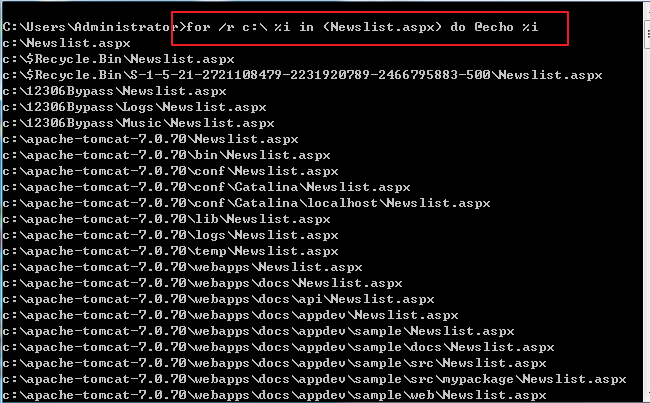 C:\Users\Administrator>for /r c:\ %i in (Newslist.aspx) do @echo %i
c:\Newslist.aspx
c:\$Recycle.Bin\Newslist.aspx
c:\$Recycle.Bin\S-1-5-21-2721108479-2231920789-2466795883-500\Newslist.aspx
c:\12306Bypass\Newslist.aspx
c:\12306Bypass\Logs\Newslist.aspx
c:\12306Bypass\Music\Newslist.aspx
c:\apache-tomcat-7.0.70\Newslist.aspx
c:\apache-tomcat-7.0.70\bin\Newslist.aspx
c:\apache-tomcat-7.0.70\conf\Newslist.aspx
c:\apache-tomcat-7.0.70\conf\Catalina\Newslist.aspx
c:\apache-tomcat-7.0.70\conf\Catalina\localhost\Newslist.aspx
c:\apache-tomcat-7.0.70\lib\Newslist.aspx
c:\apache-tomcat-7.0.70\logs\Newslist.aspx
c:\apache-tomcat-7.0.70\temp\Newslist.aspx
c:\apache-tomcat-7.0.70\webapps\Newslist.aspx
c:\apache-tomcat-7.0.70\webapps\docs\Newslist.aspx
c:\apache-tomcat-7.0.70\webapps\docs\api\Newslist.aspx
c:\apache-tomcat-7.0.70\webapps\docs\appdev\Newslist.aspx
c:\apache-tomcat-7.0.70\webapps\docs\appdev\sample\Newslist.aspx
c:\apache-tomcat-7.0.70\webapps\docs\appdev\sample\docs\Newslist.aspx
c:\apache-tomcat-7.0.70\webapps\docs\appdev\sample\src\Newslist.aspx
c:\apache-tomcat-7.0.70\webapps\docs\appdev\sample\src\mypackage\Newslist.aspx
c:\apache-tomcat-7.0.70\webapps\docs\appdev\sample\web\Newslist.aspx